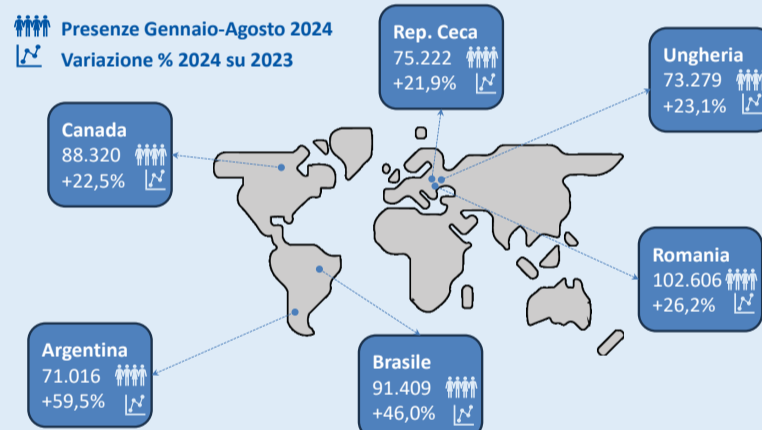 Presenze Gennaio-Agosto 2024
Variazione % 2024 su 2023
Rep. Ceca
75.222
+21,9%
Ungheria
73.279
+23,1%
Canada
88.320
+22,5%
Romania
102.606
+26,2%
Argentina
71.016
+59,5%
Brasile
91.409
+46,0%